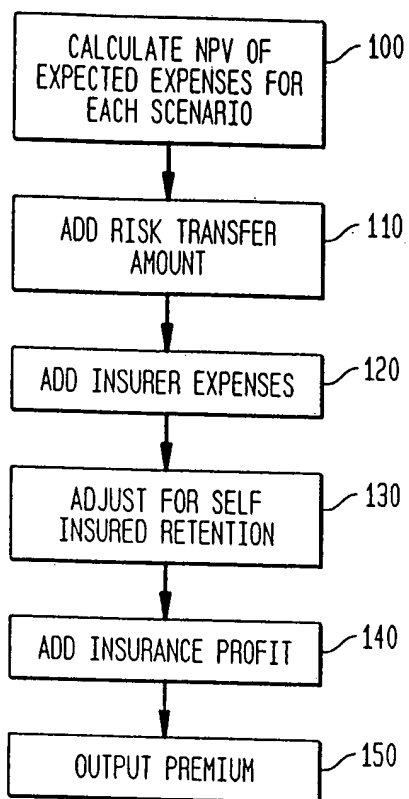 CALCULATE NPV OF
EXPECTED EXPENSES FOR
EACH SCENARIO
100
ADD RISK TRANSFER
AMOUNT
110
ADD INSURER EXPENSES
120
ADJUST FOR SELF
INSURED RETENTION
130
ADD INSURANCE PROFIT
140
OUTPUT PREMIUM
150